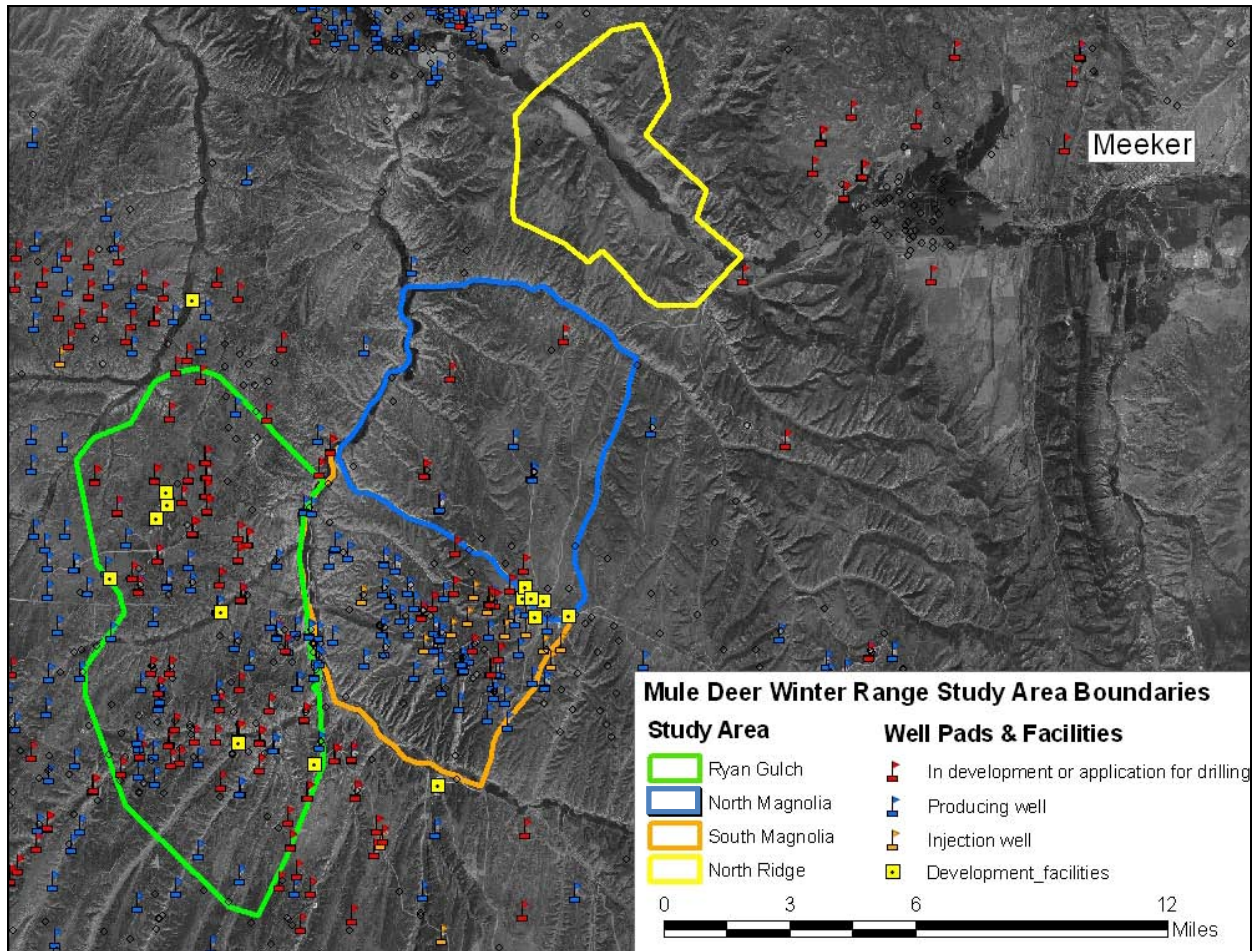 Meeker
Mule Deer Winter Range Study Area Boundaries
Study Area
Well Pads & Facilities
Ryan Gulch
In development or application for drilling
North Magnolia
Producing well
South Magnolia
Injection well
North Ridge
Development_facilities
0 3 6 12
Miles